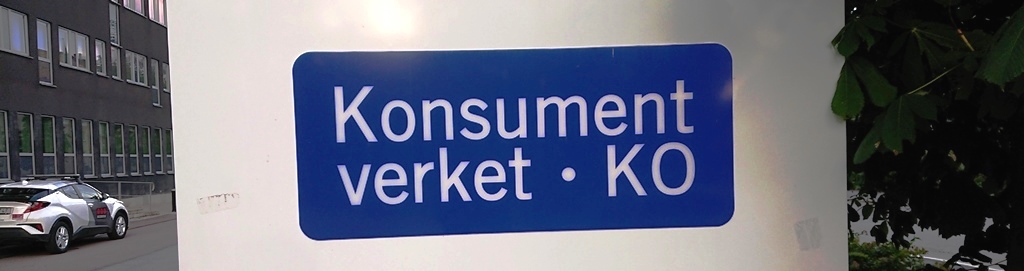 Konsument
verket · KO